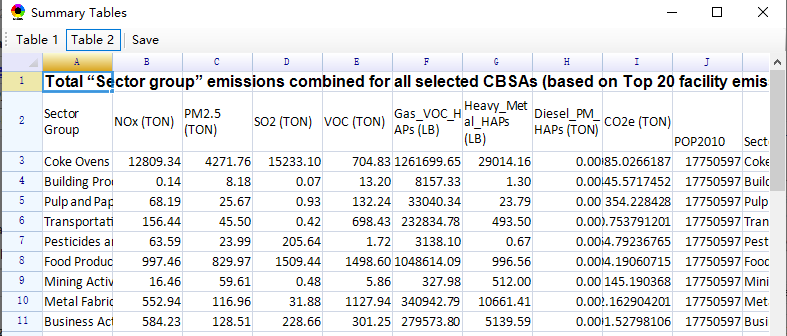 Summary Tables
Table 1 Table 2 Save
A B C D E F G H I J
1 Total “Sector group” emissions combined for all selected CBSAs (based on Top 20 facility emis
2 Sector Group NOx (TON) PM2.5 (TON) SO2 (TON) VOC (TON) Gas_VOC_HAPs (LB) Heavy_Metal_HAPs (LB) Diesel_PM_HAPs (TON) CO2e (TON) POP2010 Sect
3 Coke Ovens 12809.34 4271.76 15233.10 704.83 1261699.65 29014.16 0.00 85.0266187 17750597 Coke
4 Building Pro 0.14 8.18 0.07 13.20 8157.33 1.30 0.00 45.5717452 17750597 Build
5 Pulp and Pap 68.19 25.67 0.93 132.24 33040.34 23.79 0.00 354.228428 17750597 Pulp
6 Transportati 156.44 45.50 0.42 698.43 232834.78 493.50 0.00 .753791201 17750597 Tran
7 Pesticides a 63.59 23.99 205.64 1.72 3138.10 0.67 0.00 4.79236765 17750597 Pest
8 Food Produc 997.46 829.97 1509.44 1498.60 1048614.09 996.56 0.00 4.19060715 17750597 Food
9 Mining Activ 16.46 59.61 0.48 5.86 327.98 512.00 0.00 145.190368 17750597 Mini
10 Metal Fabric 552.94 116.96 31.88 1127.94 340942.79 10661.41 0.00 .162904201 17750597 Met
11 Business Act 584.23 128.51 228.66 301.25 279573.80 5139.59 0.00 1.52798106 17750597 Busi